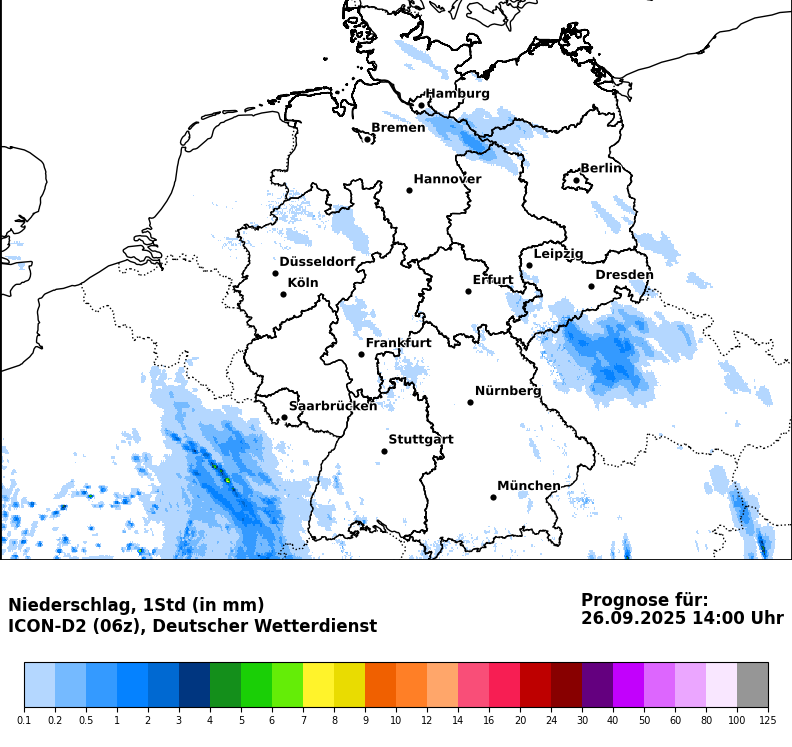 Hamburg
Bremen
Berlin
Hannover
Leipzig
Düsseldorf
Dresden
Köln
Erfurt
Frankfurt
Nürnberg
Saarbrücken
Stuttgart
München
Niederschlag, 1Std (in mm)
ICON-D2 (06z), Deutscher Wetterdienst
Prognose für:
26.09.2025 14:00 Uhr
0.1 0.2 0.5 1 2 3 4 5 6 7 8 9 10 12 14 16 20 24 30 40 50 60 80 100 125